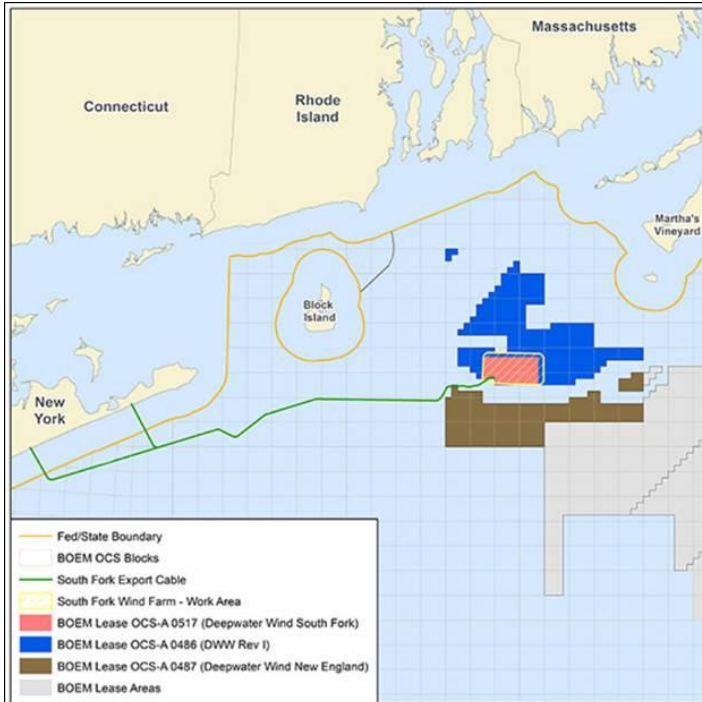 Massachusetts
Connecticut
Rhode
Island
Martha's
Vineyard
Block
Island
New
York
Fed/State Boundary
BOEM OCS Blocks
South Fork Export Cable
South Fork Wind Farm - Work Area
BOEM Lease OCS-A 0517 (Deepwater Wind South Fork)
BOEM Lease OCS-A 0486 (DWW Rev I)
BOEM Lease OCS-A 0487 (Deepwater Wind New England)
BOEM Lease Areas